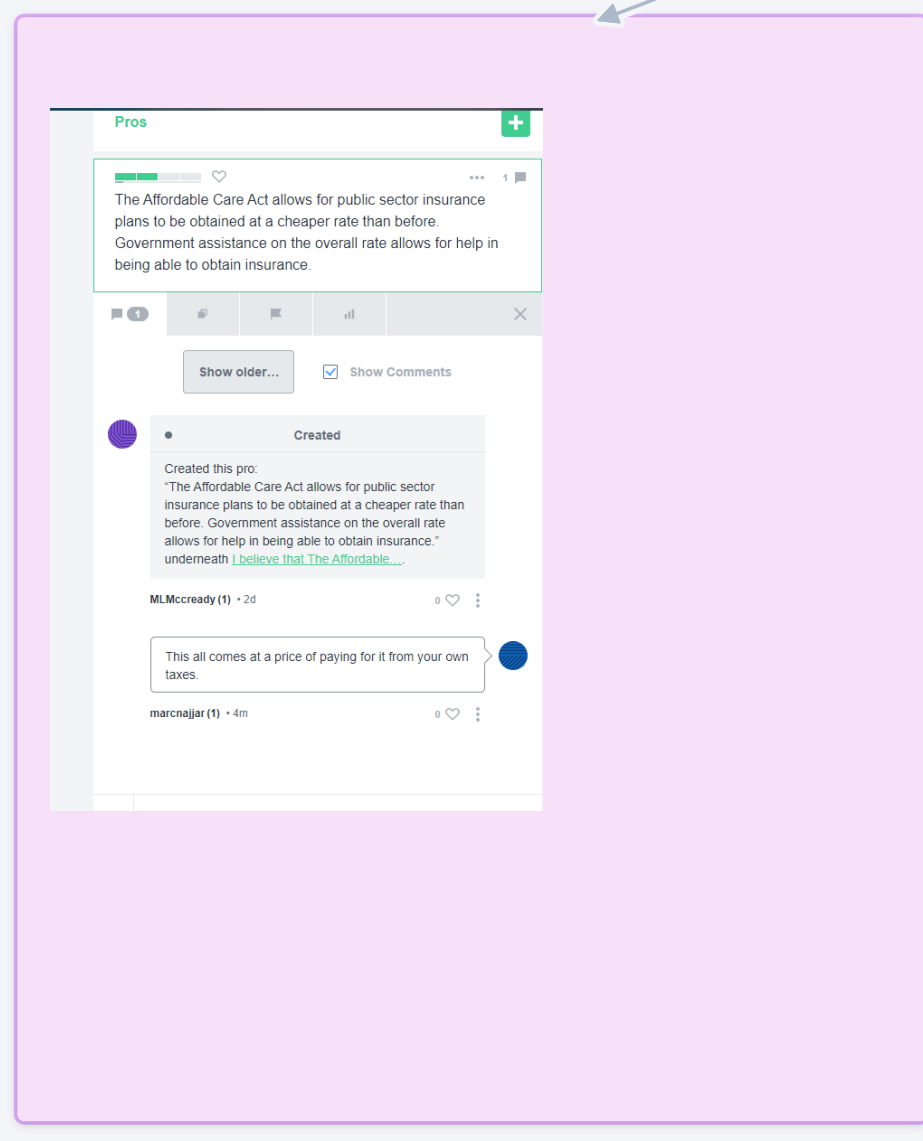 Pros
1
The Affordable Care Act allows for public sector insurance
plans to be obtained at a cheaper rate than before.
Government assistance on the overall rate allows for help in
being able to obtain insurance.
1
Show older...
Show Comments
Created
Created this pro:
“The Affordable Care Act allows for public sector
insurance plans to be obtained at a cheaper rate than
before. Government assistance on the overall rate
allows for help in being able to obtain insurance.”
underneath I believe that The Affordable….
MLMccready (1) • 2d
0
This all comes at a price of paying for it from your own
taxes.
marcnajjar (1) • 4m
0